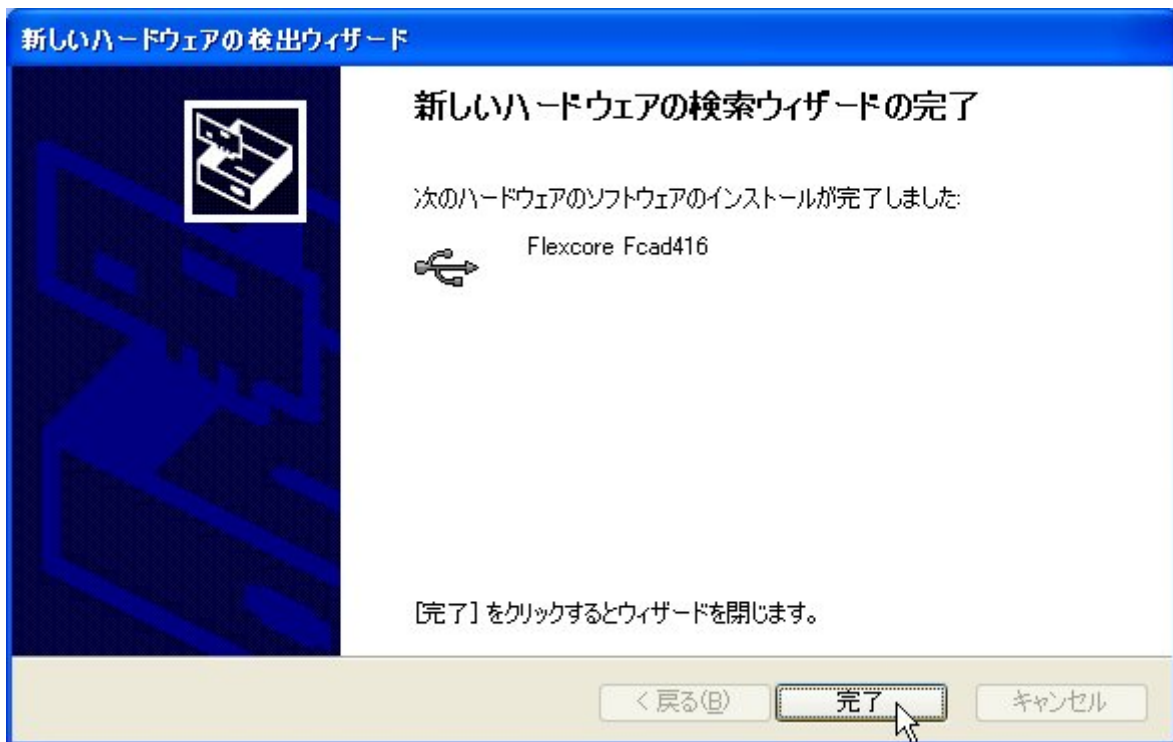 新しいハードウェアの検出ウィザード
新しいハードウェアの検索ウィザードの完了
次のハードウェアのソフトウェアのインストールが完了しました:
Flexcore Fcad416
[完了] をクリックするとウィザードを閉じます。
< 戻る(B)
完了
キャンセル